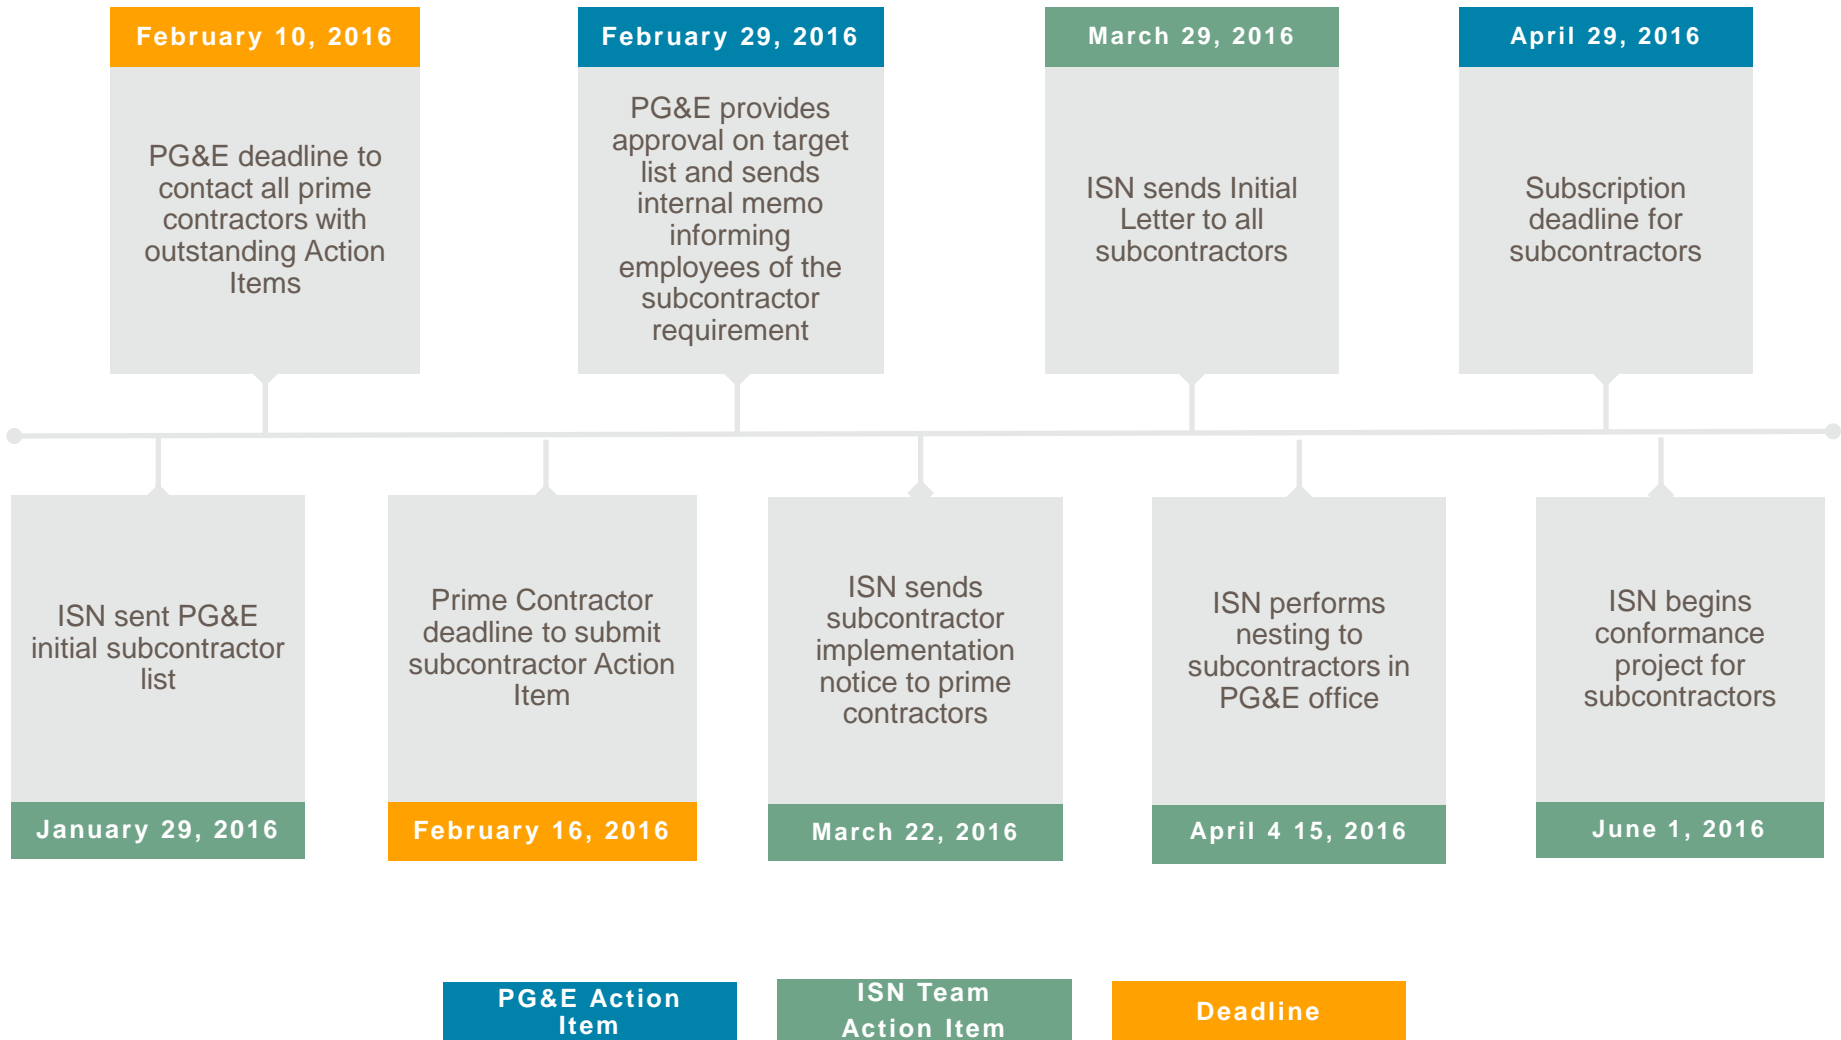 February 10, 2016
PG&E deadline to
contact all prime
contractors with
outstanding Action
Items
February 29, 2016
PG&E provides
approval on target
list and sends
internal memo
informing
employees of the
subcontractor
requirement
March 29, 2016
ISN sends Initial
Letter to all
subcontractors
April 29, 2016
Subscription
deadline for
subcontractors
ISN sent PG&E
initial subcontractor
list
January 29, 2016
Prime Contractor
deadline to submit
subcontractor Action
Item
February 16, 2016
ISN sends
subcontractor
implementation
notice to prime
contractors
March 22, 2016
ISN performs
nesting to
subcontractors in
PG&E office
April 4 15, 2016
ISN begins
conformance
project for
subcontractors
June 1, 2016
PG&E Action
Item
ISN Team
Action Item
Deadline